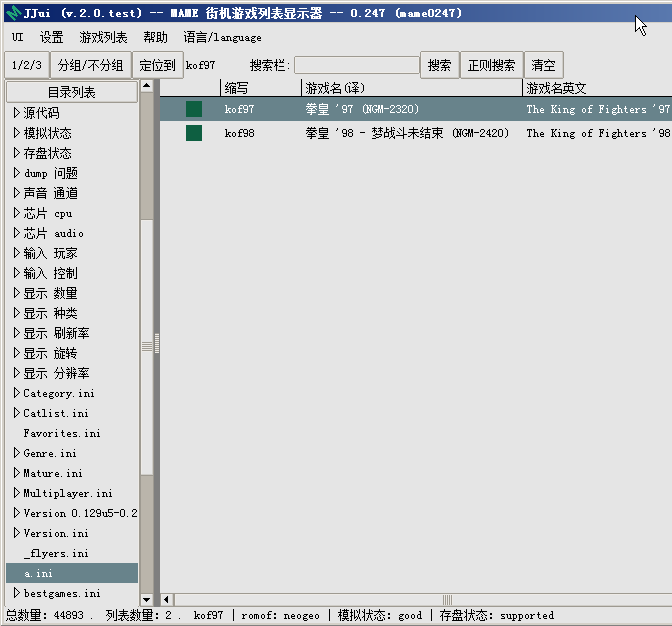 JJui (v.2.0.test) -- MAME 街机游戏列表显示器 -- 0.247 (mame0247)
UI 设置 游戏列表 帮助 语言/language
1/2/3 分组/不分组 定位到 kof97 搜索栏: 搜索 正则搜索 清空
目录列表 缩写 游戏名(译) 游戏名英文
源代码 kof97 拳皇 '97 (NGM-2320) The King of Fighters '97
模拟状态 kof98 拳皇 '98 - 梦战斗未结束 (NGM-2420) The King of Fighters '98
存盘状态
dump 问题
声音 通道
芯片 cpu
芯片 audio
输入 玩家
输入 控制
显示 数量
显示 种类
显示 刷新率
显示 旋转
显示 分辨率
Category.ini
Catlist.ini
Favorites.ini
Genre.ini
Mature.ini
Multiplayer.ini
Version 0.129u5-0.2
Version.ini
_flyers.ini
a.ini
bestgames.ini
总数量: 44893 . 列表数量: 2 . kof97 | romof: neogeo | 模拟状态: good | 存盘状态: supported